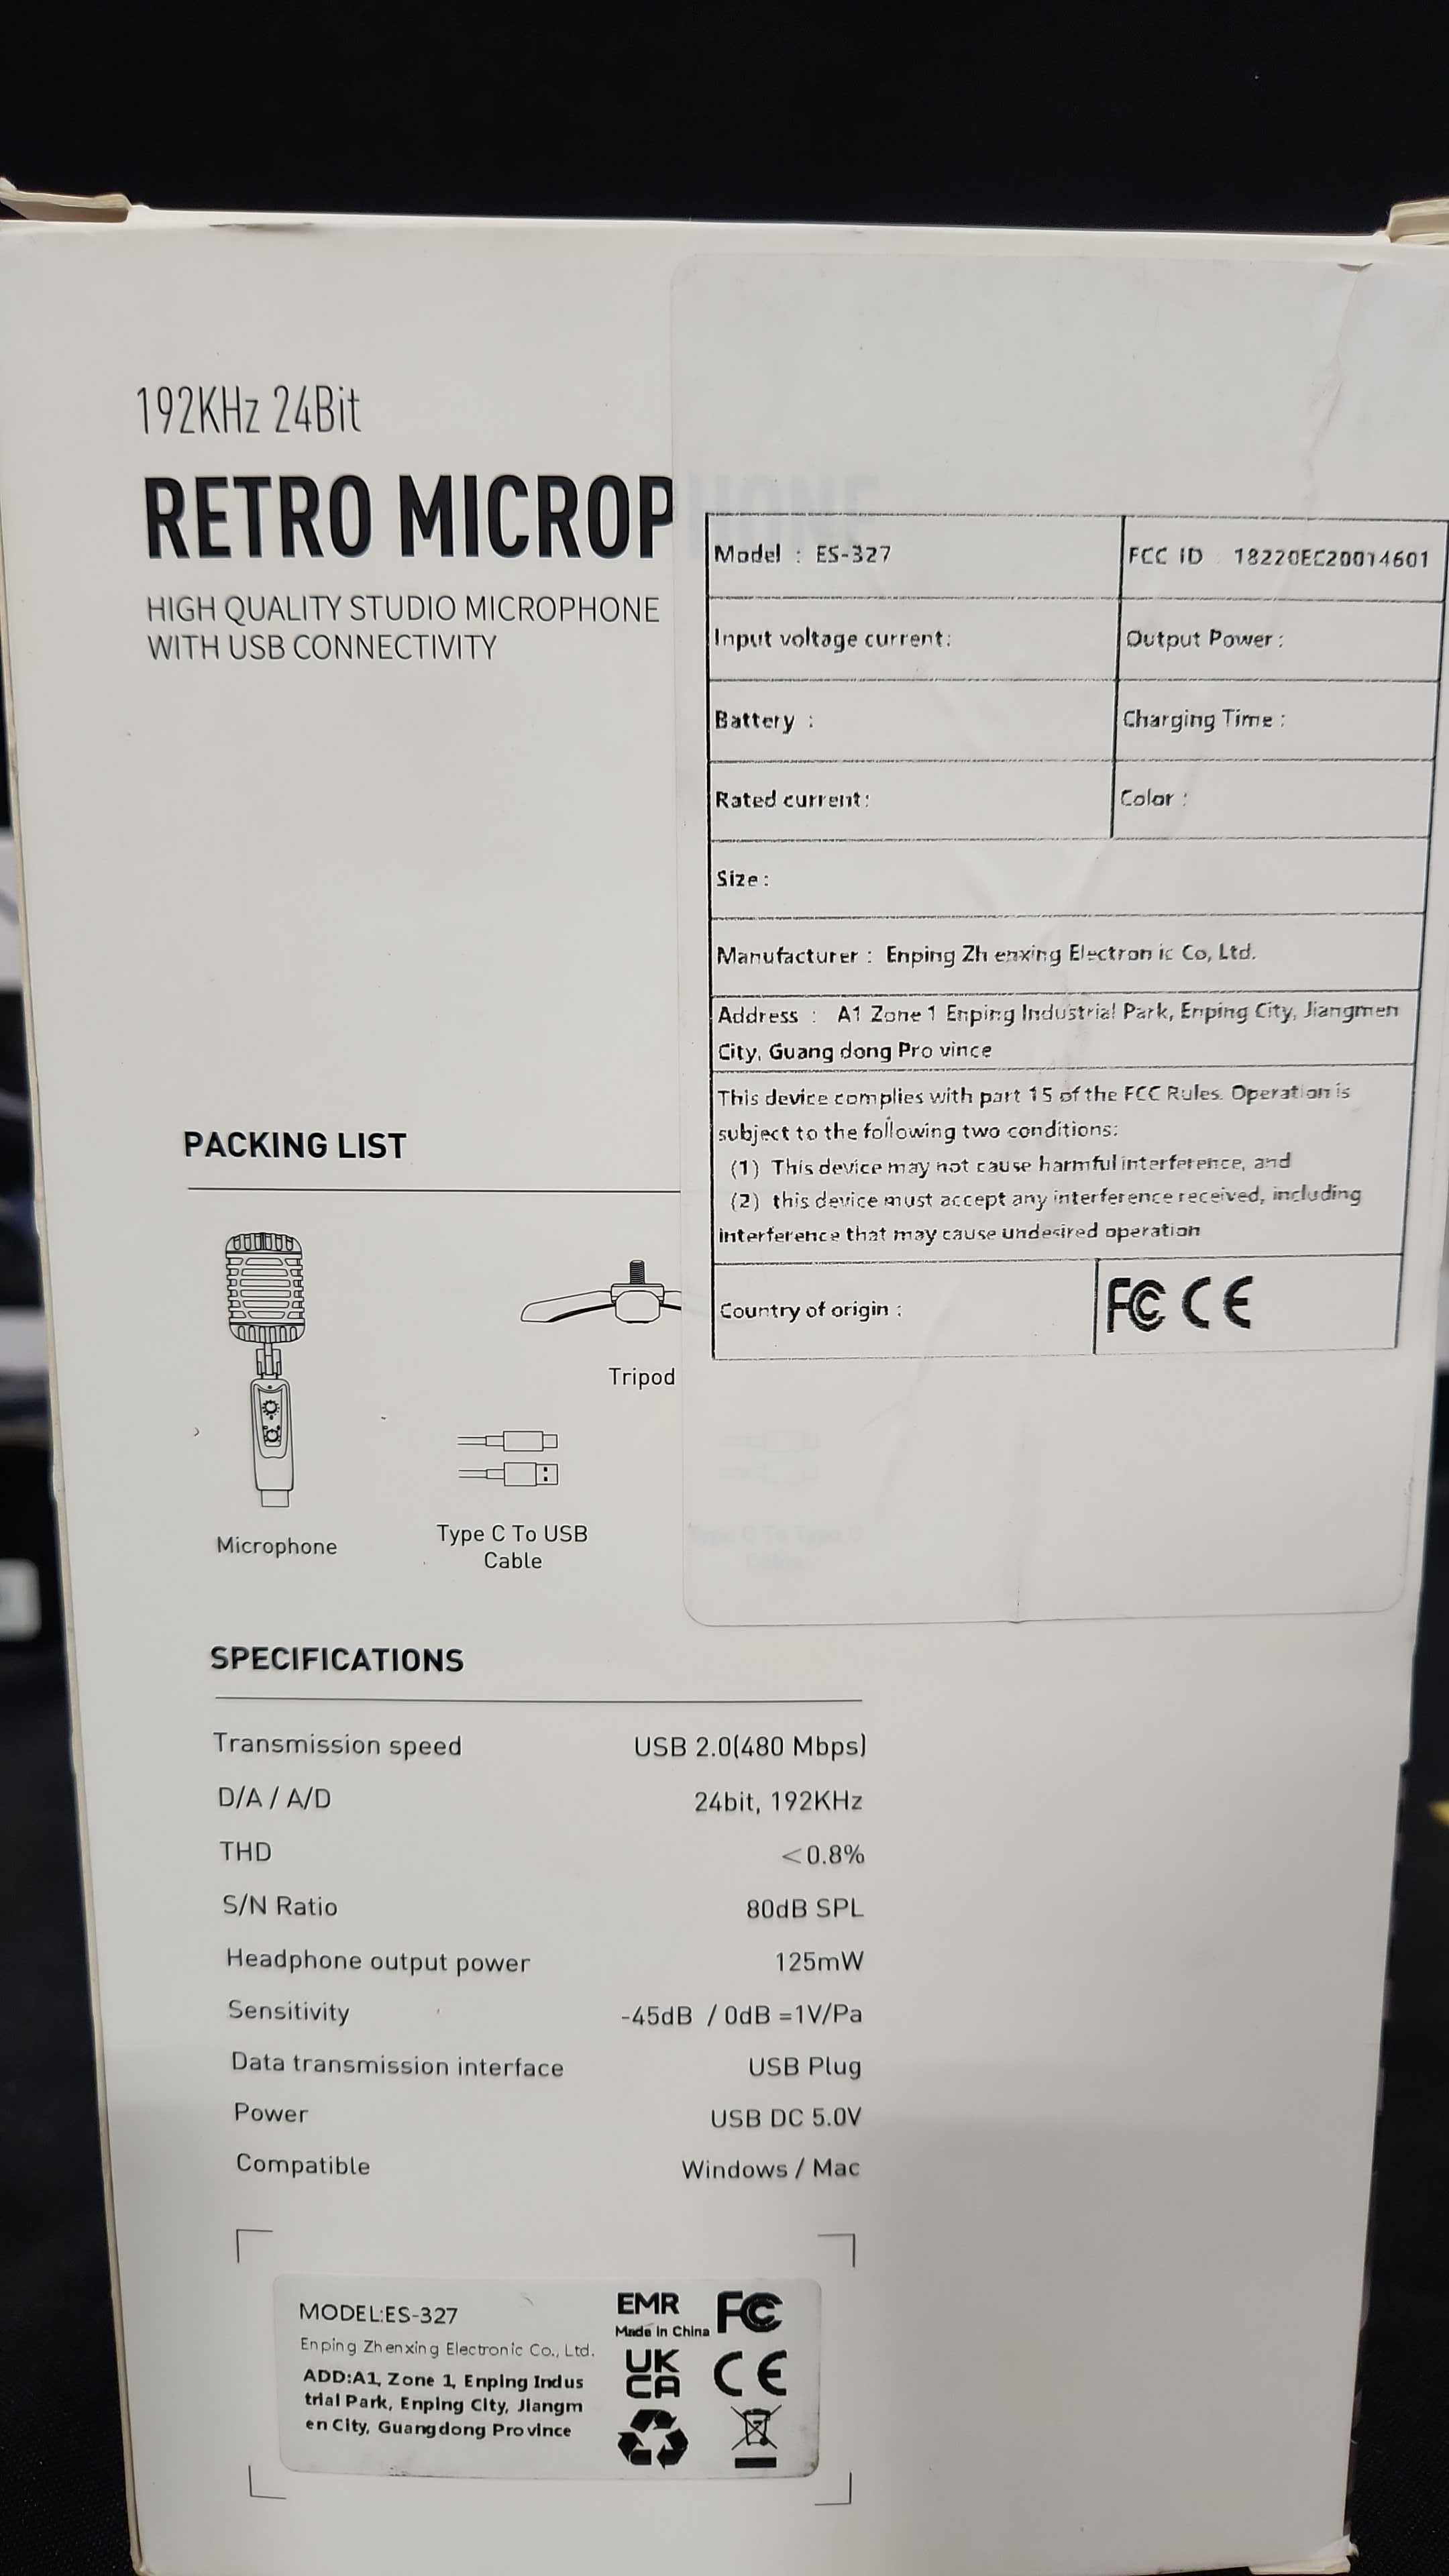 192KHz 24Bit
RETRO MICROPHONE
HIGH QUALITY STUDIO MICROPHONE
WITH USB CONNECTIVITY
Model : ES-327
FCC ID : 18220EC20014601
Input voltage current:
Output Power :
Battery :
Charging Time :
Rated current:
Color :
Size :
Manufacturer : Enping Zh enxing Electron ic Co, Ltd.
Address : A1 Zone 1 Enping Industrial Park, Enping City, Jiangmen
City, Guang dong Pro vince
This device complies with part 15 of the FCC Rules. Operation is
subject to the following two conditions:
(1) This device may not cause harmful interference, and
(2) this device must accept any interference received, including
interference that may cause undesired operation
Country of origin :
FC CE
PACKING LIST
Tripod
Microphone
Type C To USB
Cable
Type C To Type C
Cable
SPECIFICATIONS
Transmission speed USB 2.0(480 Mbps)
D/A / A/D 24bit, 192KHz
THD <0.8%
S/N Ratio 80dB SPL
Headphone output power 125mW
Sensitivity -45dB / 0dB =1V/Pa
Data transmission interface USB Plug
Power USB DC 5.0V
Compatible Windows / Mac
MODEL:ES-327
Enping Zhenxing Electronic Co., Ltd.
ADD:A1, Zone 1, Enping Indus
trial Park, Enping City, Jiangm
en City, Guangdong Province
EMR
Made In China
FC
UK
CA
CE